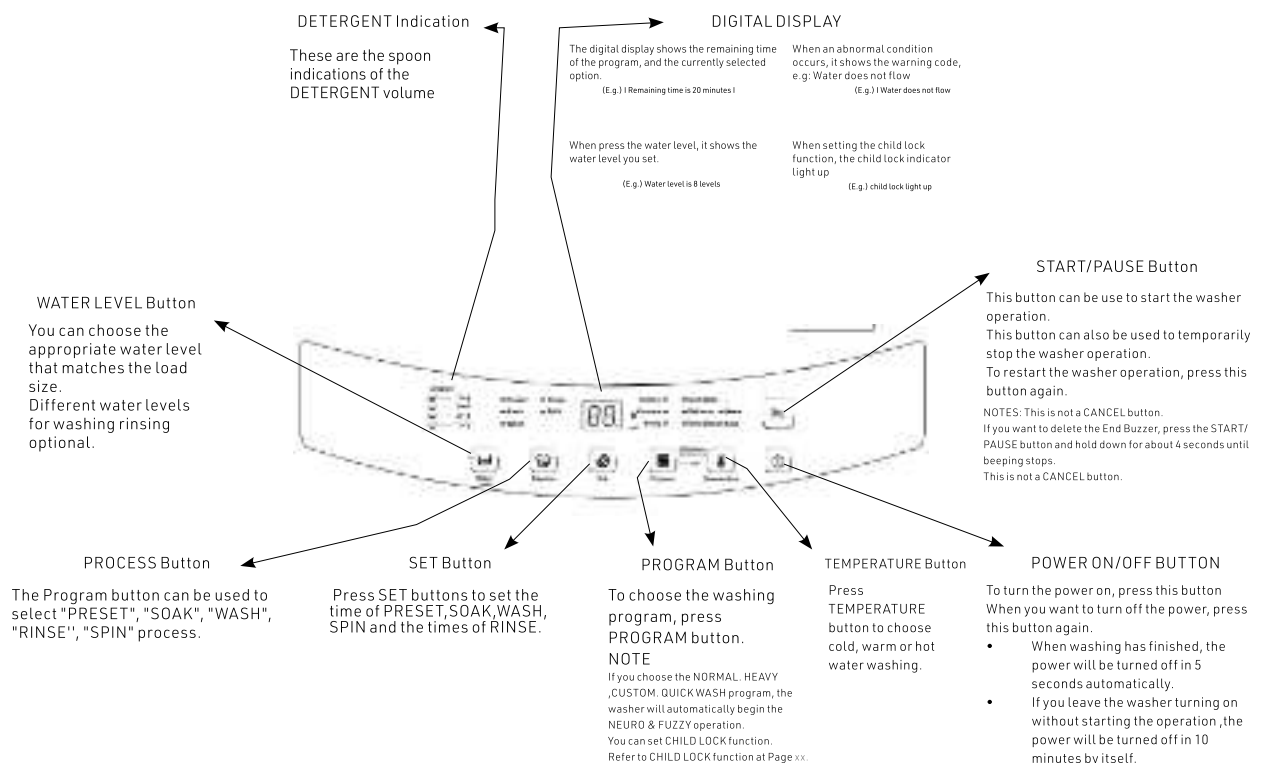 DETERGENT Indication
These are the spoon
indications of the
DETERGENT volume
DIGITAL DISPLAY
The digital display shows the remaining time
of the program, and the currently selected
option.
(E.g.) I Remaining time is 20 minutes I
When an abnormal condition
occurs, it shows the warning code,
e.g: Water does not flow
(E.g.) I Water does not flow
When press the water level, it shows the
water level you set.
(E.g.) Water level is 8 levels
When setting the child lock
function, the child lock indicator
light up
(E.g.) child lock light up
WATER LEVEL Button
You can choose the
appropriate water level
that matches the load
size.
Different water levels
for washing rinsing
optional.
START/PAUSE Button
This button can be use to start the washer
operation.
This button can also be used to temporarily
stop the washer operation.
To restart the washer operation, press this
button again.
NOTES: This is not a CANCEL button.
If you want to delete the End Buzzer, press the START/
PAUSE button and hold down for about 4 seconds until
beeping stops.
This is not a CANCEL button.
PROCESS Button
The Program button can be used to
select "PRESET", "SOAK", "WASH",
"RINSE'', "SPIN" process.
SET Button
Press SET buttons to set the
time of PRESET,SOAK,WASH,
SPIN and the times of RINSE.
PROGRAM Button
To choose the washing
program, press
PROGRAM button.
NOTE
If you choose the NORMAL. HEAVY
,CUSTOM. QUICK WASH program, the
washer will automatically begin the
NEURO & FUZZY operation.
You can set CHILD LOCK function.
Refer to CHILD LOCK function at Page xx.
TEMPERATURE Button
Press
TEMPERATURE
button to choose
cold, warm or hot
water washing.
POWER ON/OFF BUTTON
To turn the power on, press this button
When you want to turn off the power, press
this button again.
• When washing has finished, the
power will be turned off in 5
seconds automatically.
• If you leave the washer turning on
without starting the operation ,the
power will be turned off in 10
minutes by itself.